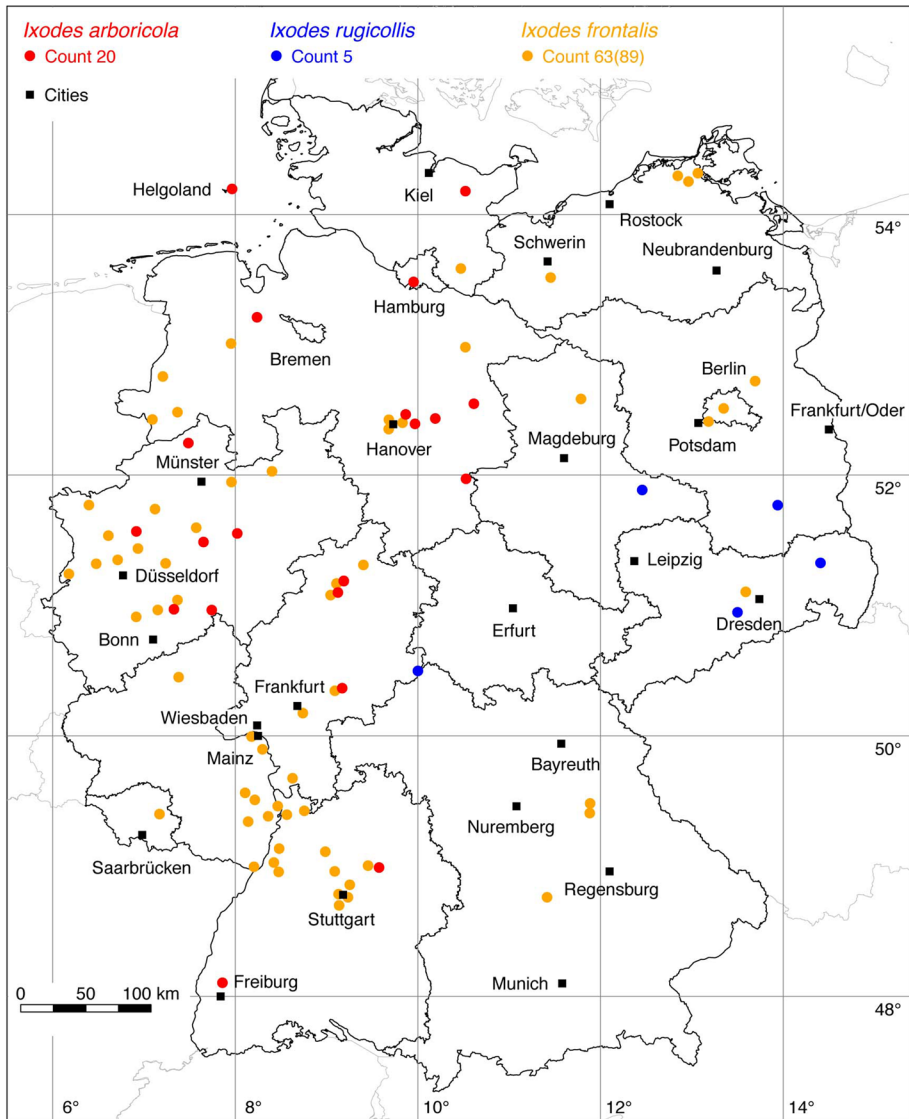 Ixodes arboricola Ixodes rugicollis Ixodes frontalis
Count 20 Count 5 Count 63(89)
Cities
Helgoland
Kiel
54°
Rostock
Schwerin
Neubrandenburg
Hamburg
Bremen
Berlin
Frankfurt/Oder
Hanover
Magdeburg
Potsdam
Münster
52°
Leipzig
Düsseldorf
Dresden
Erfurt
Bonn
Frankfurt
Wiesbaden
50°
Mainz
Bayreuth
Nuremberg
Saarbrücken
Regensburg
Stuttgart
Freiburg
Munich
0 50 100 km
48°
6° 8° 10° 12° 14°